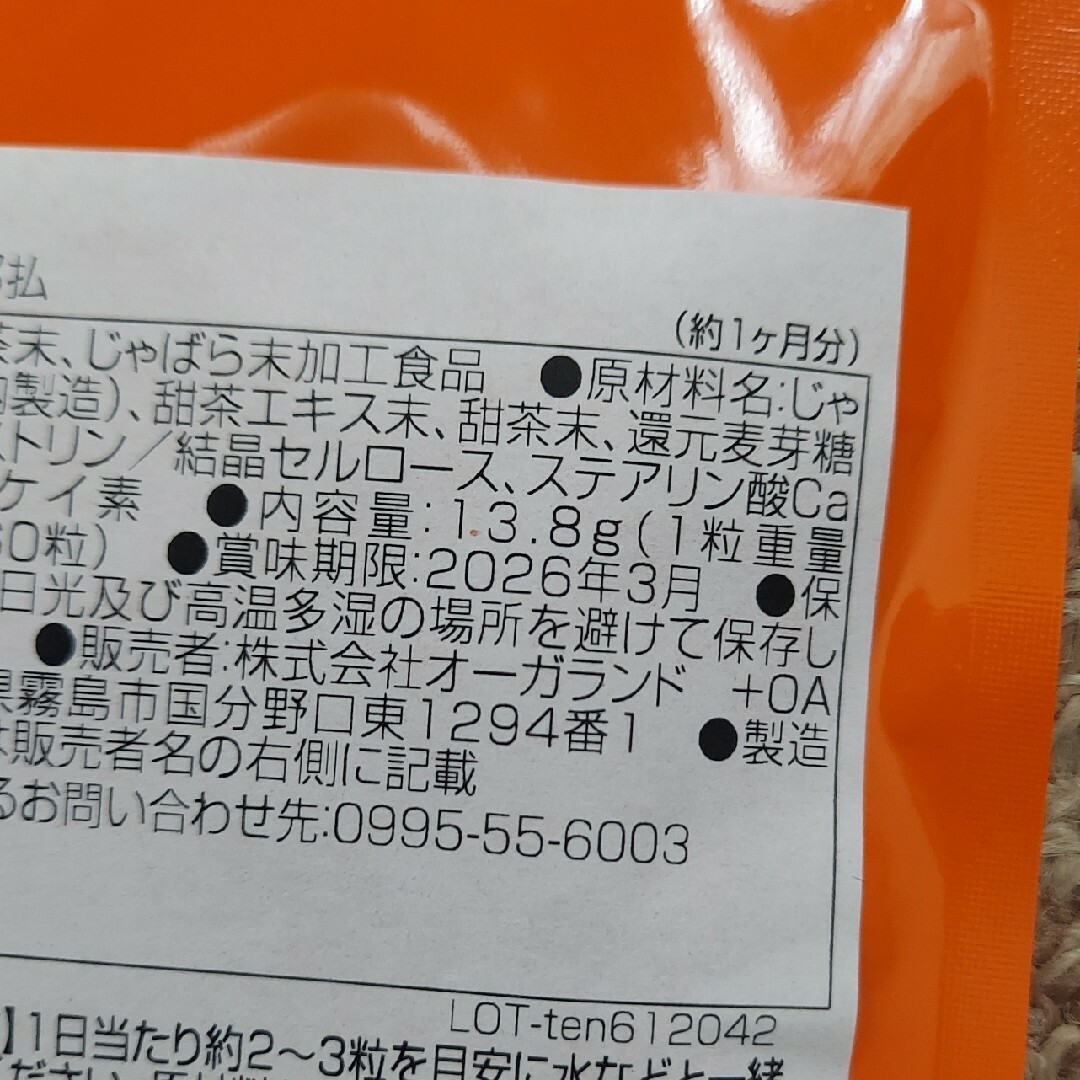 払
(約1ヶ月分)
茶末、じゃばら末加工食品 ●原材料名:じゃ
製造)、甜茶エキス末、甜茶末、還元麦芽糖
ストリン/結晶セルロース、ステアリン酸Ca
ケイ素 ●内容量:13.8g(1粒重量
60粒) ●賞味期限:2026年3月 ●保
日光及び高温多湿の場所を避けて保存し
●販売者:株式会社オーガランド +OA
県霧島市国分野口東1294番1 ●製造
は販売者名の右側に記載
るお問い合わせ先:0995-55-6003
LOT-ten612042
】1日当たり約2～3粒を目安に水などと一緒
ださい。